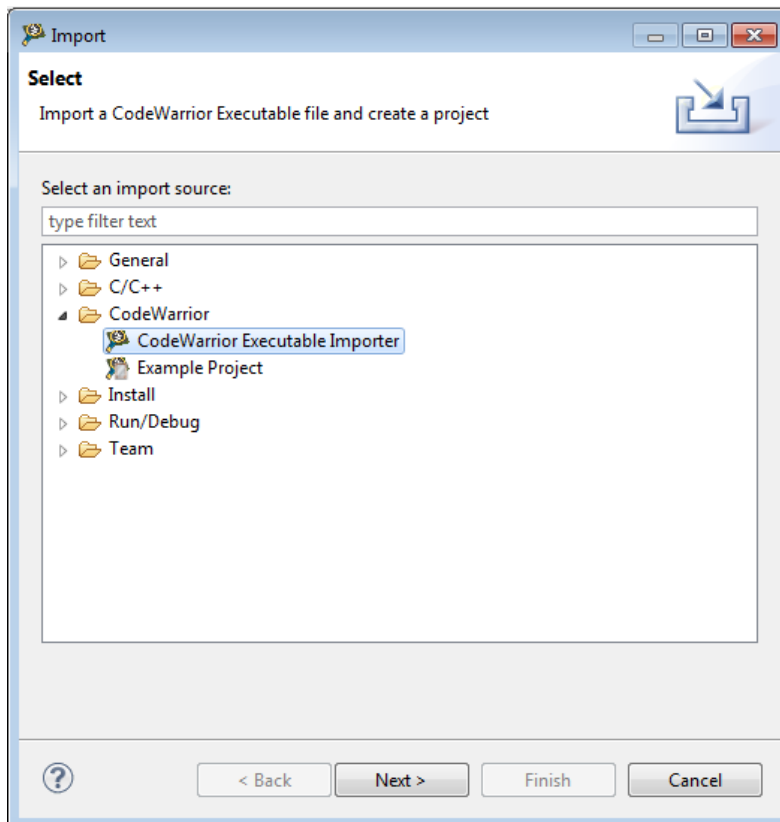 Import
Select
Import a CodeWarrior Executable file and create a project
Select an import source:
type filter text
General
C/C++
CodeWarrior
CodeWarrior Executable Importer
Example Project
Install
Run/Debug
Team
? < Back Next > Finish Cancel